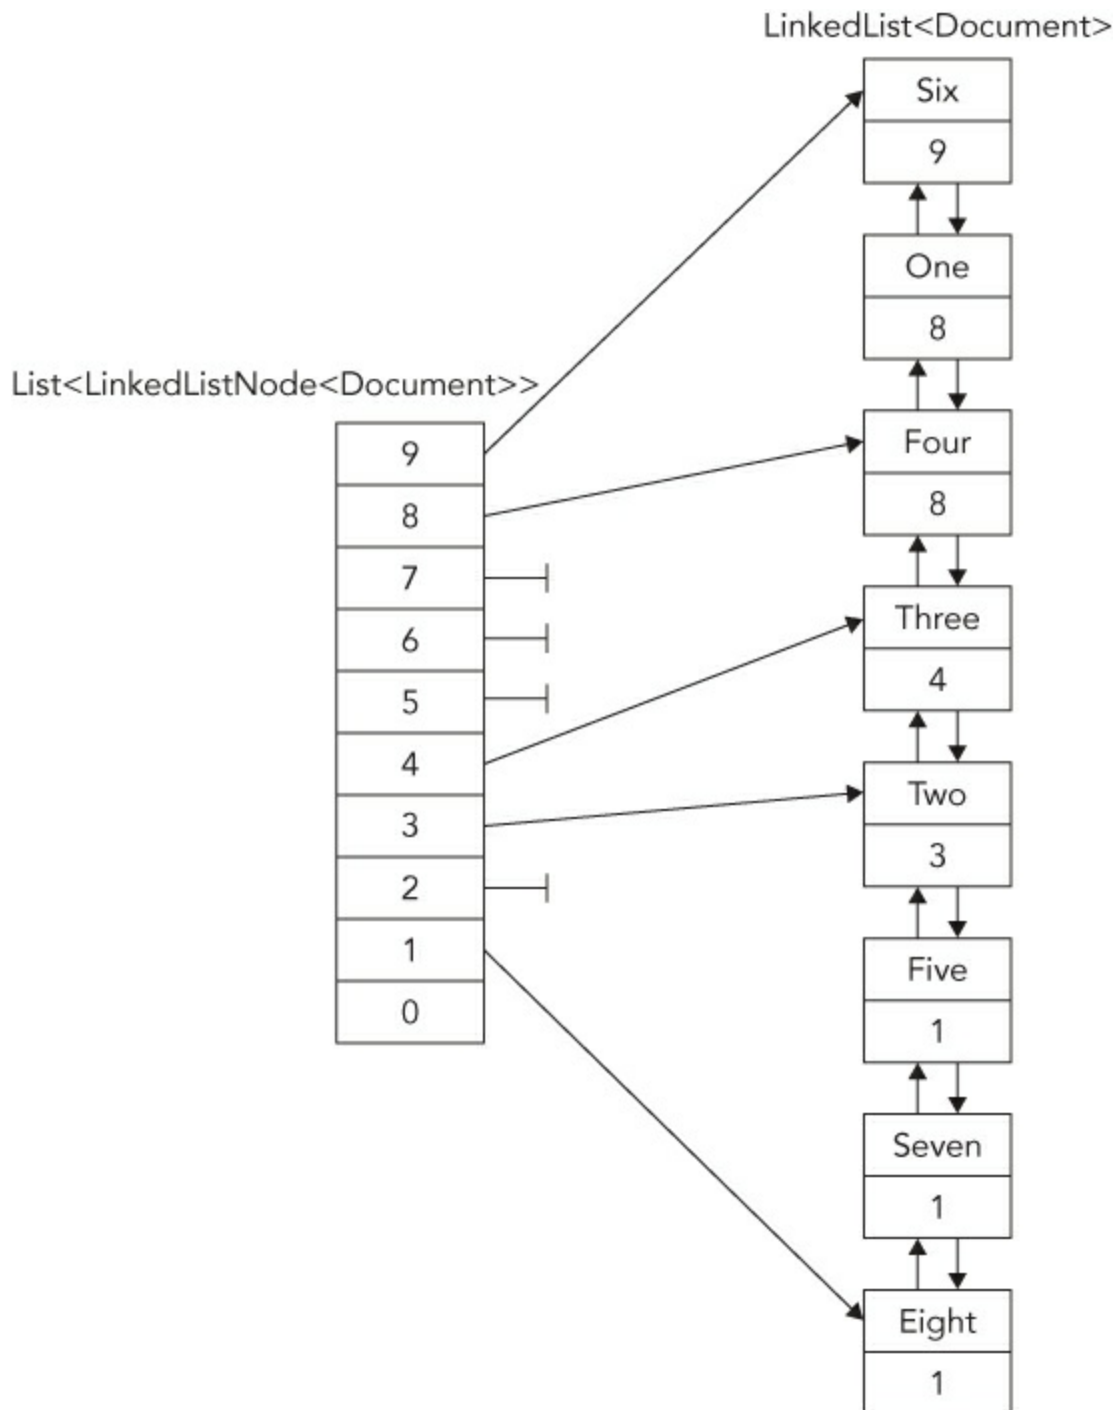 LinkedList<Document>
Six
9
One
8
List<LinkedListNode<Document>>
9
8
7
6
5
4
3
2
1
0
Four
8
Three
4
Two
3
Five
1
Seven
1
Eight
1